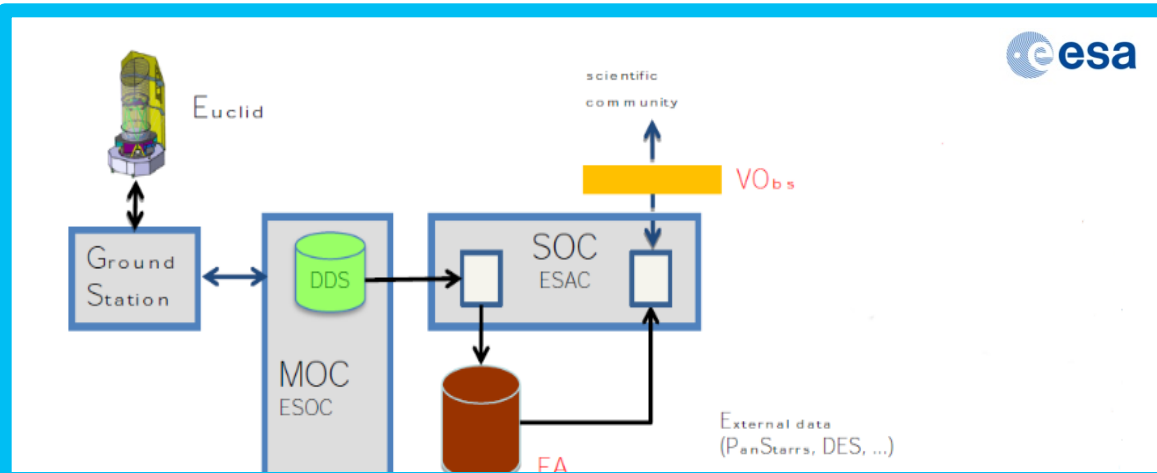 esa
scientific
community
Euclid
VObs
Ground
Station
DDS
SOC
ESAC
MOC
ESOC
External data
(PanStarrs, DES, ...)
EA